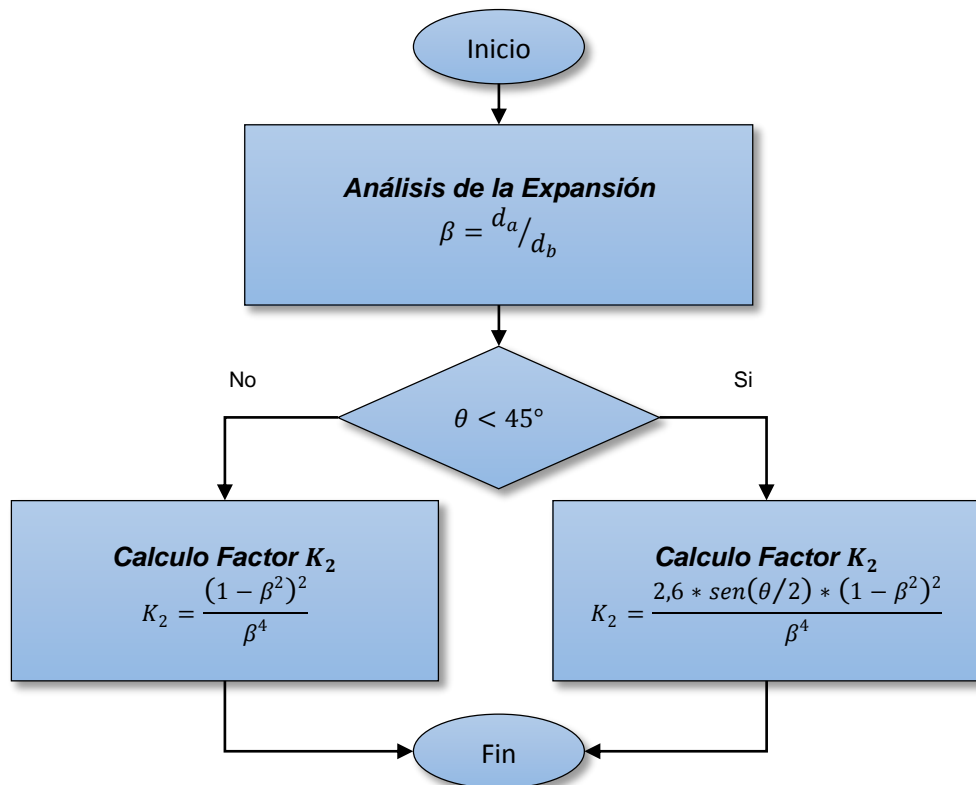 Inicio
Análisis de la Expansión
β = d_a/d_b
No
Si
θ < 45°
Calculo Factor K₂
K₂ = (1 − β²)² / β⁴
Calculo Factor K₂
K₂ = 2,6 * sen(θ/2) * (1 − β²)² / β⁴
Fin